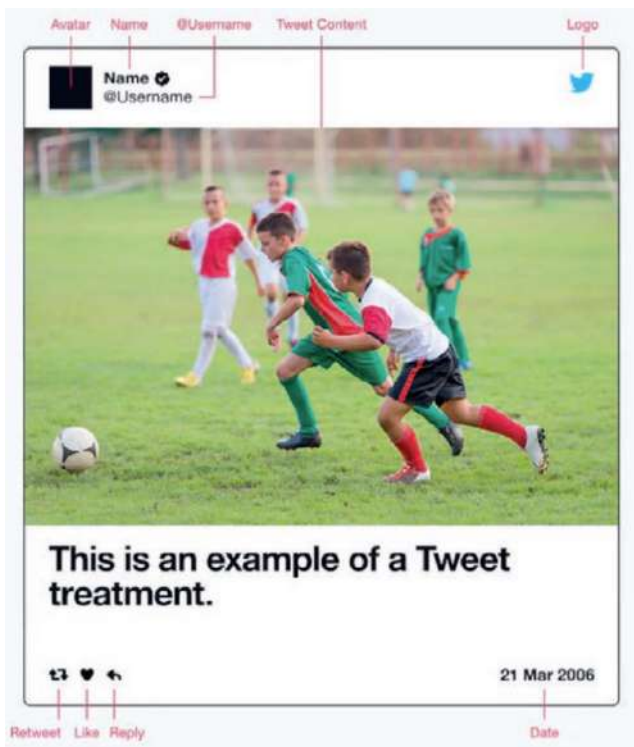 Avatar Name @Username Tweet Content Logo
Name
@Username
This is an example of a Tweet
treatment.
21 Mar 2006
Retweet Like Reply Date